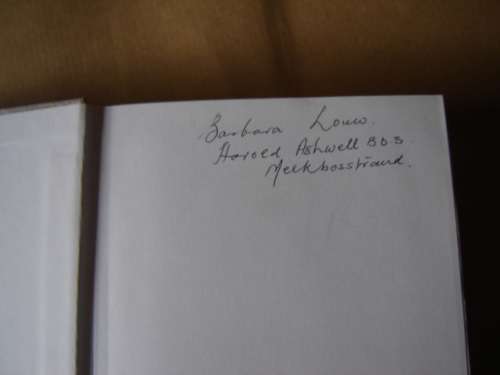 Barbara Louw.
Harold Ashwell 803.
Melkbosstrand.